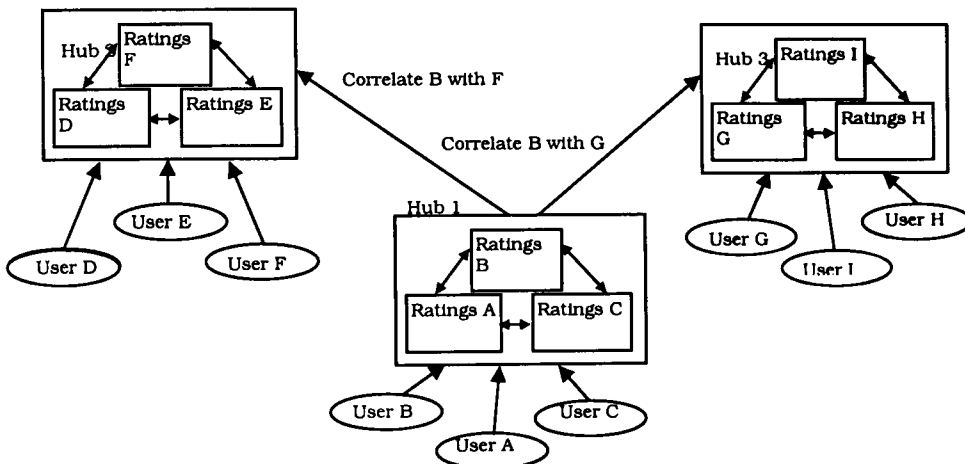 Hub
Ratings
F
Ratings
D
Ratings E
User E
User D
User F
Correlate B with F
Correlate B with G
Hub 3
Ratings I
Ratings
G
Ratings H
User G
User H
User I
Hub 1
Ratings
B
Ratings A
Ratings C
User B
User C
User A